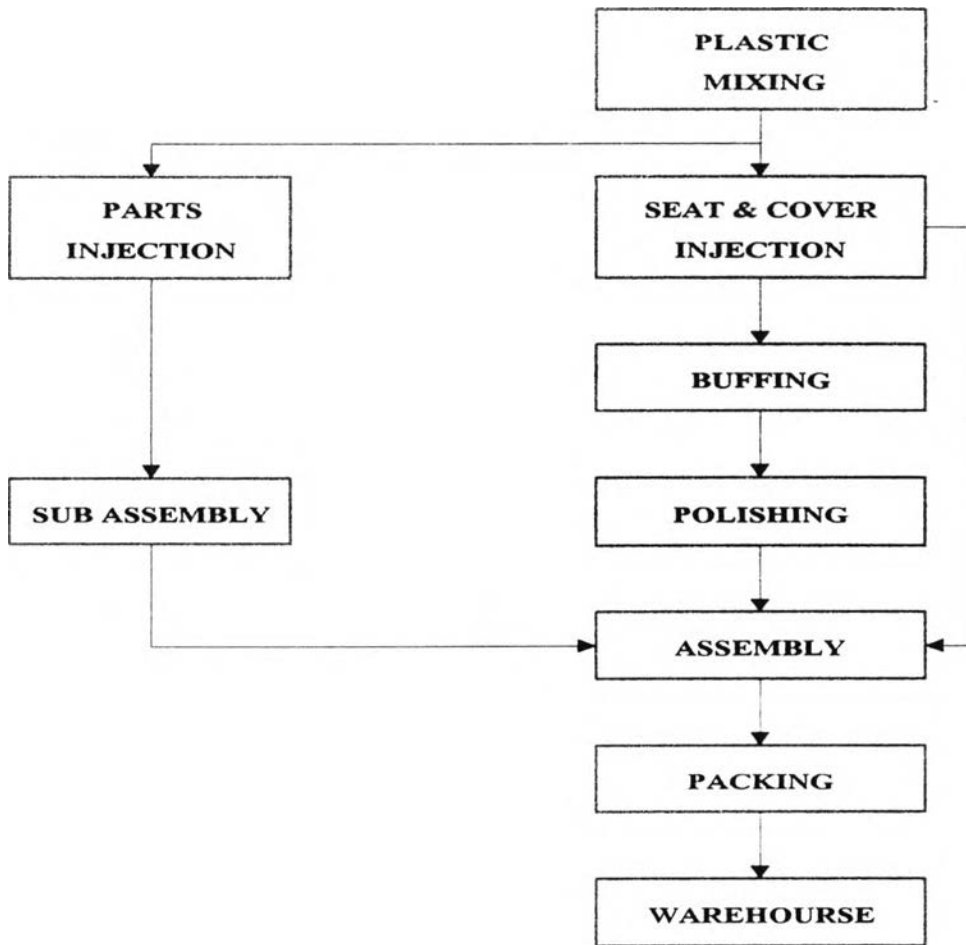 PLASTIC
MIXING
PARTS
INJECTION
SEAT & COVER
INJECTION
BUFFING
SUB ASSEMBLY
POLISHING
ASSEMBLY
PACKING
WAREHOURSE